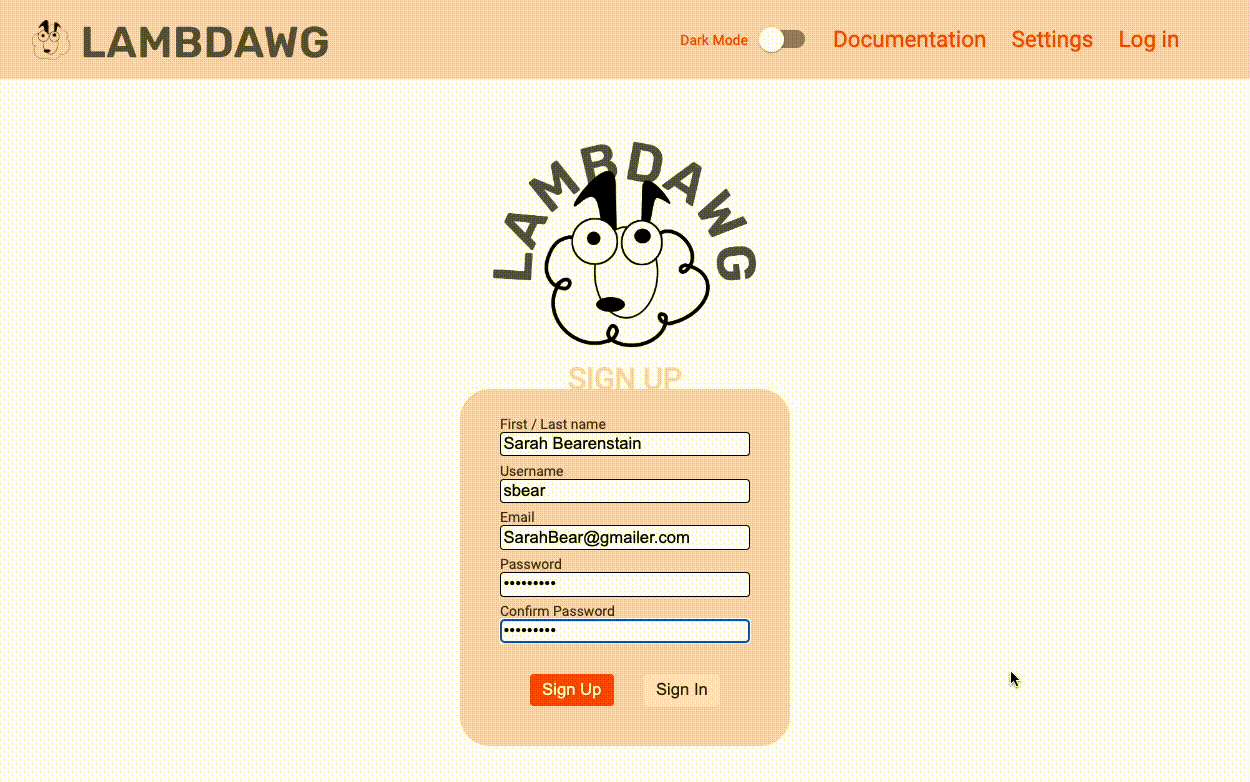 LAMBDAWG
Dark Mode
Documentation
Settings
Log in
LAMBDAWG
SIGN UP
First / Last name
Sarah Bearenstain
Username
sbear
Email
SarahBear@gmailer.com
Password
•••••••••
Confirm Password
•••••••••
Sign Up
Sign In